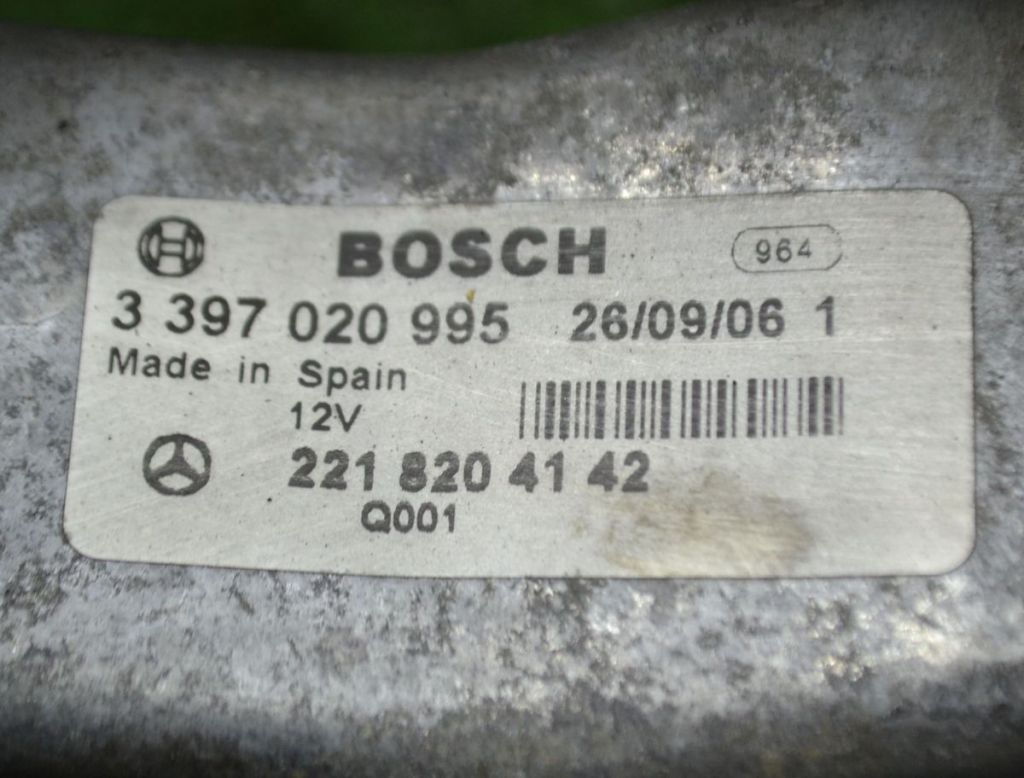 BOSCH 964
3 397 020 995 26/09/06 1
Made in Spain
12V
221 820 41 42
Q001